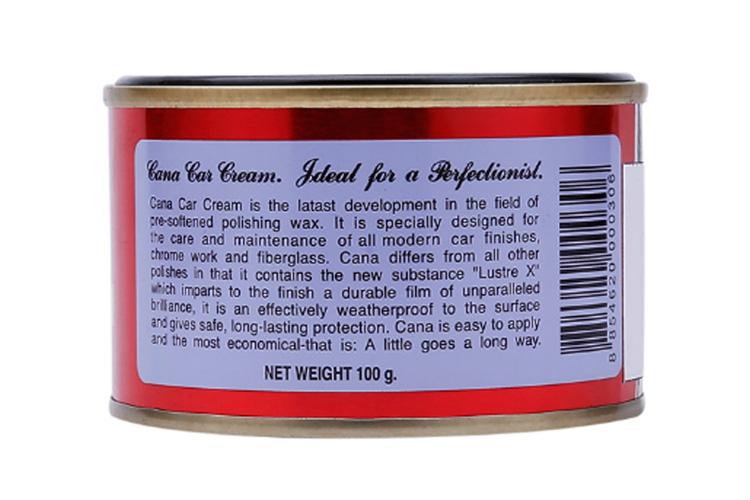 Cana Car Cream. Ideal for a Perfectionist.
Cana Car Cream is the latast development in the field of
pre-softened polishing wax. It is specially designed for
the care and maintenance of all modern car finishes,
chrome work and fiberglass. Cana differs from all other
polishes in that it contains the new substance "Lustre X"
which imparts to the finish a durable film of unparalleled
brilliance, it is an effectively weatherproof to the surface
and gives safe, long-lasting protection. Cana is easy to apply
and the most economical-that is: A little goes a long way.
NET WEIGHT 100 g.
8 854620 000306